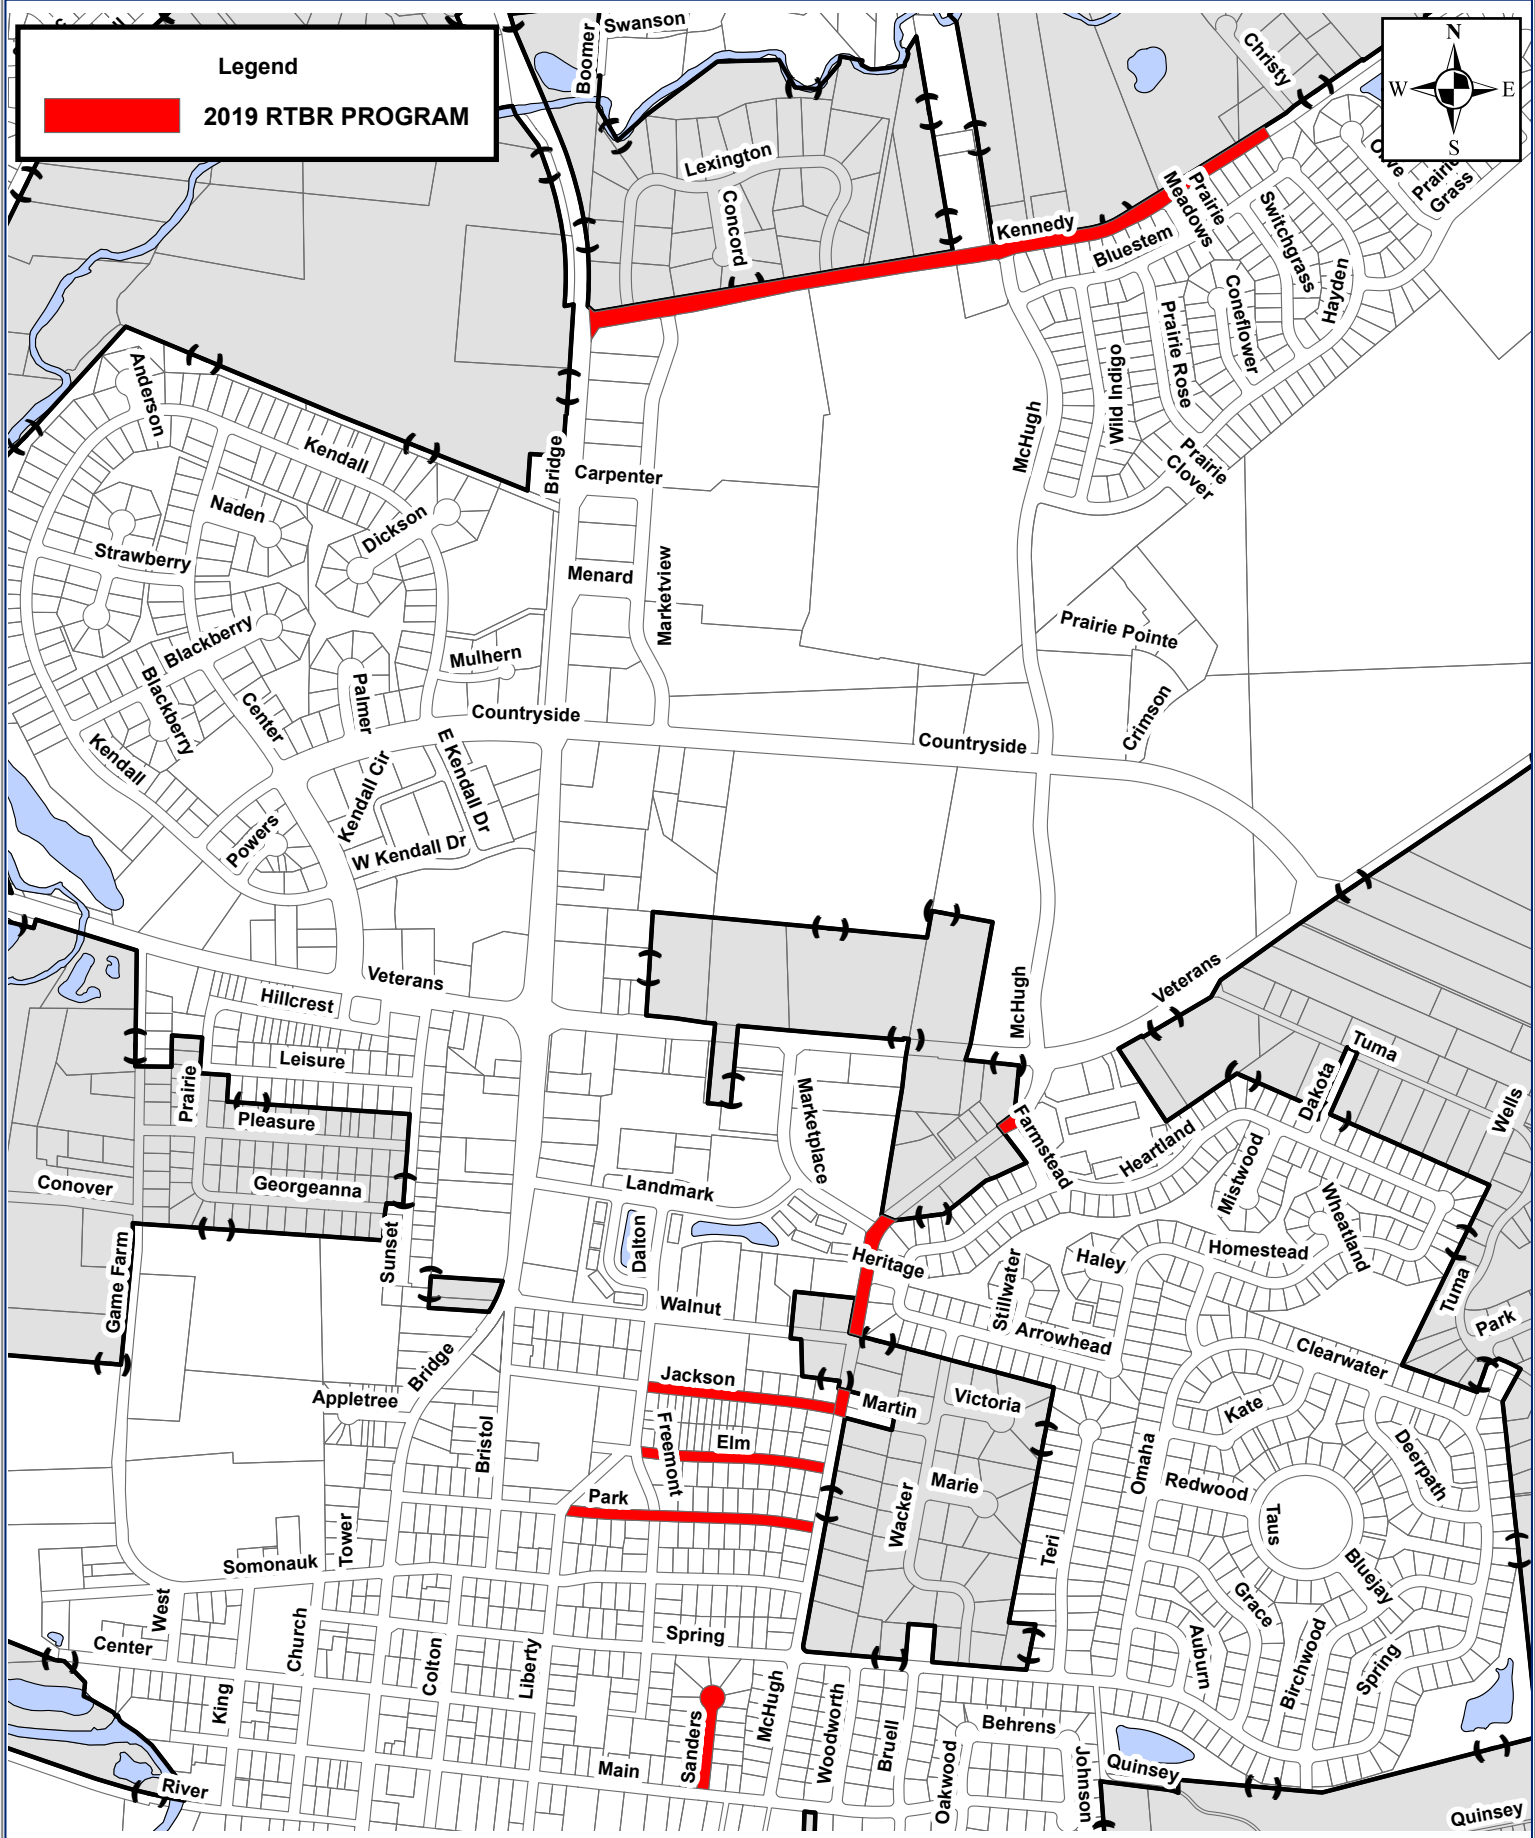 Legend
2019 RTBR PROGRAM
N
W
E
S
Swanson
Boomer
Christy
Lexington
Concord
Kennedy
Prairie
Meadows
Bluestem
Switchgrass
Prairie
Grass
Hayden
Coneflower
Prairie Rose
Wild Indigo
McHugh
Prairie
Clover
Anderson
Kendall
Bridge
Carpenter
Naden
Dickson
Strawberry
Menard
Marketview
Blackberry
Blackberry
Mulhern
Palmer
Center
Countryside
Countryside
Prairie Pointe
Crimson
Kendall
Kendall Cir
E Kendall Dr
W Kendall Dr
Powers
Veterans
Veterans
McHugh
Hillcrest
Leisure
Prairie
Pleasure
Georgeanna
Conover
Sunset
Game Farm
Marketplace
Landmark
Dalton
Farmstead
Heartland
Dakota
Tuma
Wells
Mistwood
Wheatland
Homestead
Haley
Heritage
Stillwater
Arrowhead
Walnut
Tuma
Park
Clearwater
Bridge
Appletree
Jackson
Martin
Victoria
Kate
Bristol
Freemont
Elm
Deerpath
Omaha
Redwood
Marie
Wacker
Park
Taus
Tower
Teri
Somonauk
Bluejay
West
Grace
Church
Center
Colton
Liberty
Spring
Auburn
Birchwood
Spring
King
Sanders
McHugh
Woodworth
Bruell
Behrens
Oakwood
Johnson
Quinsey
Main
River
Quinsey